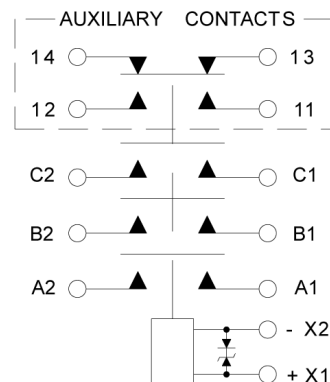 AUXILIARY CONTACTS
14 13
12 11
C2 C1
B2 B1
A2 A1
- X2
+ X1